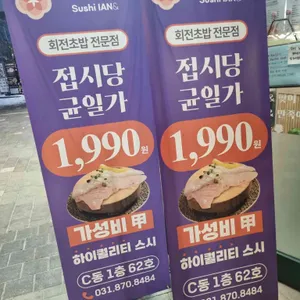 Sushi IAN&
회전초밥 전문점
접시당
균일가
1,990원
가성비 甲
하이퀄리티 스시
C동 1층 62호
031.870.8484
Sushi IAN&
회전초밥 전문점
접시당
균일가
1,990원
가성비 甲
하이퀄리티 스시
C동 1층 62호
031.870.8484